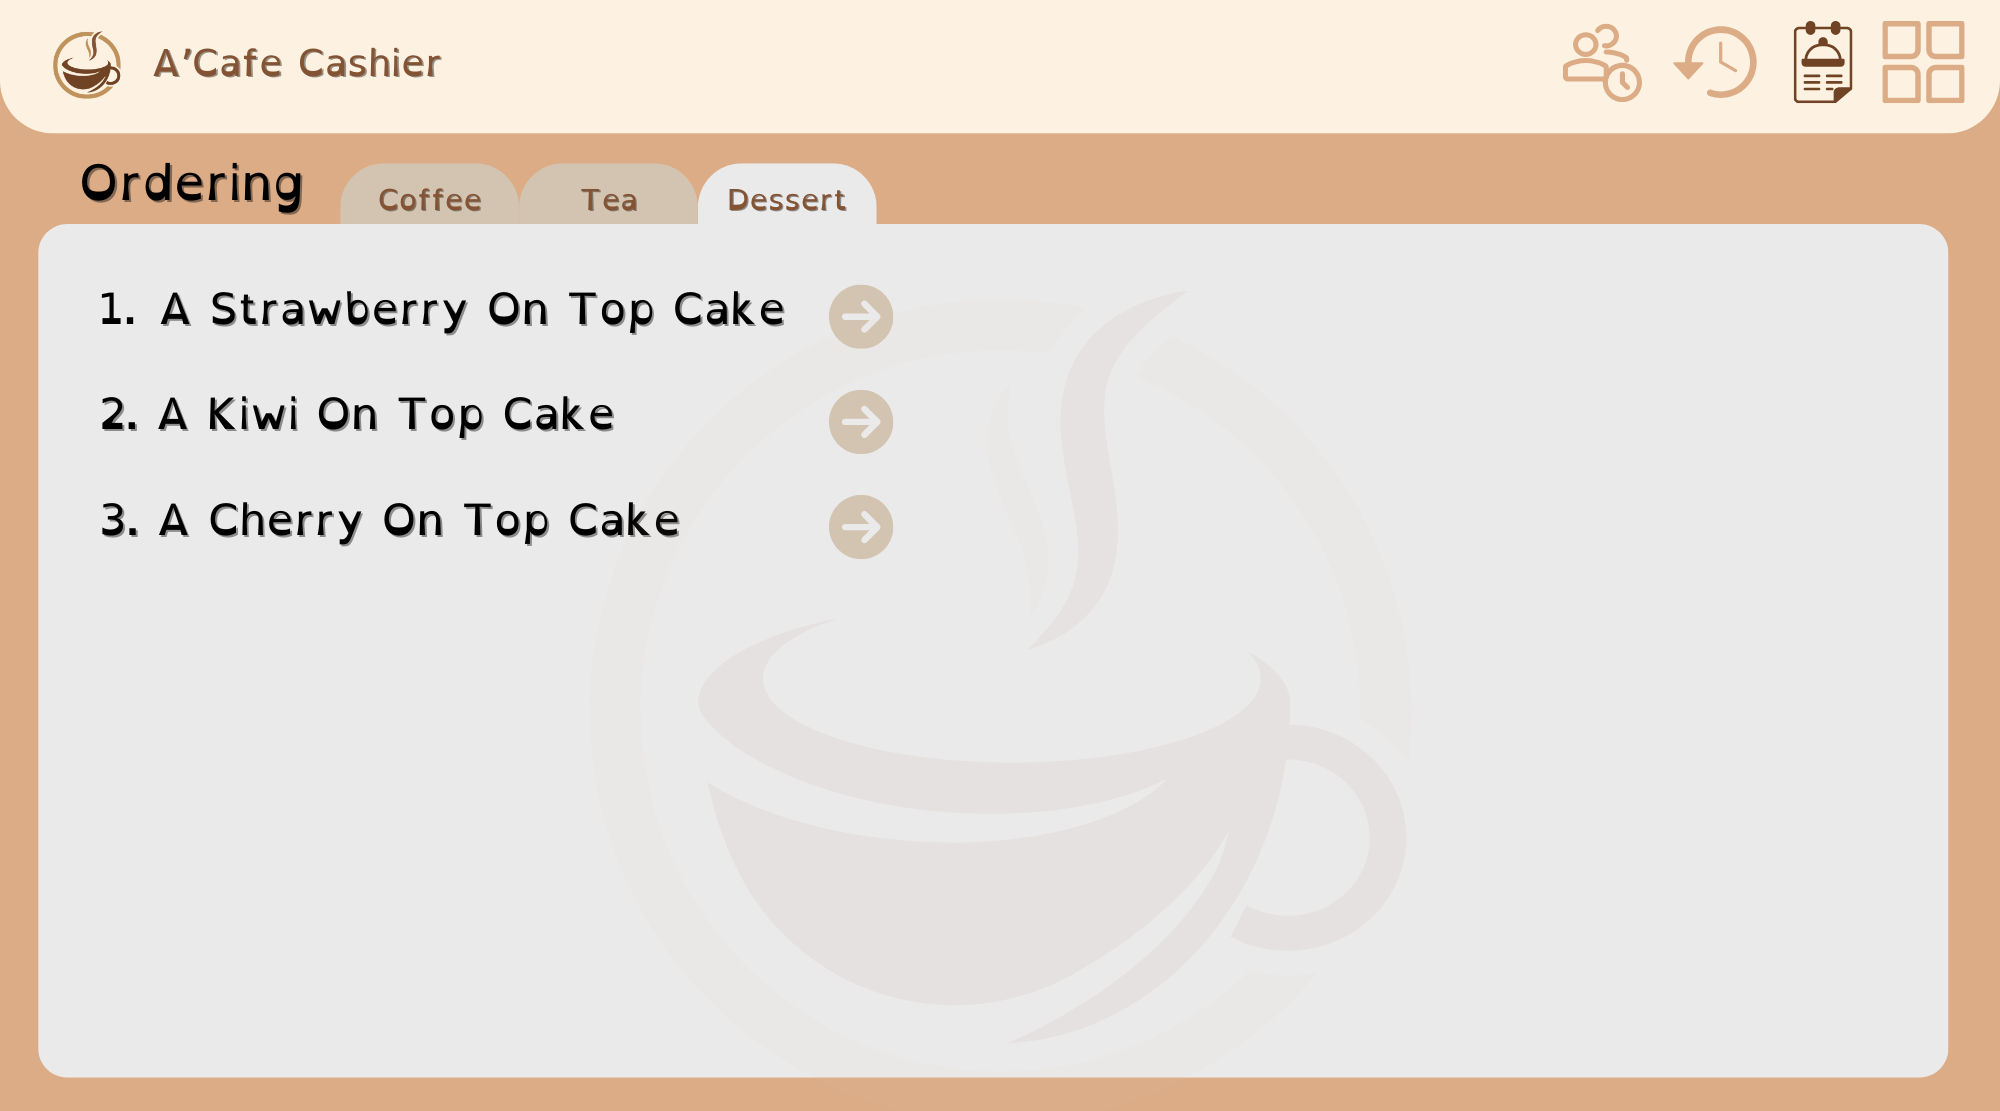 A'Cafe Cashier
Ordering
Coffee
Tea
Dessert
1. A Strawberry On Top Cake
2. A Kiwi On Top Cake
3. A Cherry On Top Cake